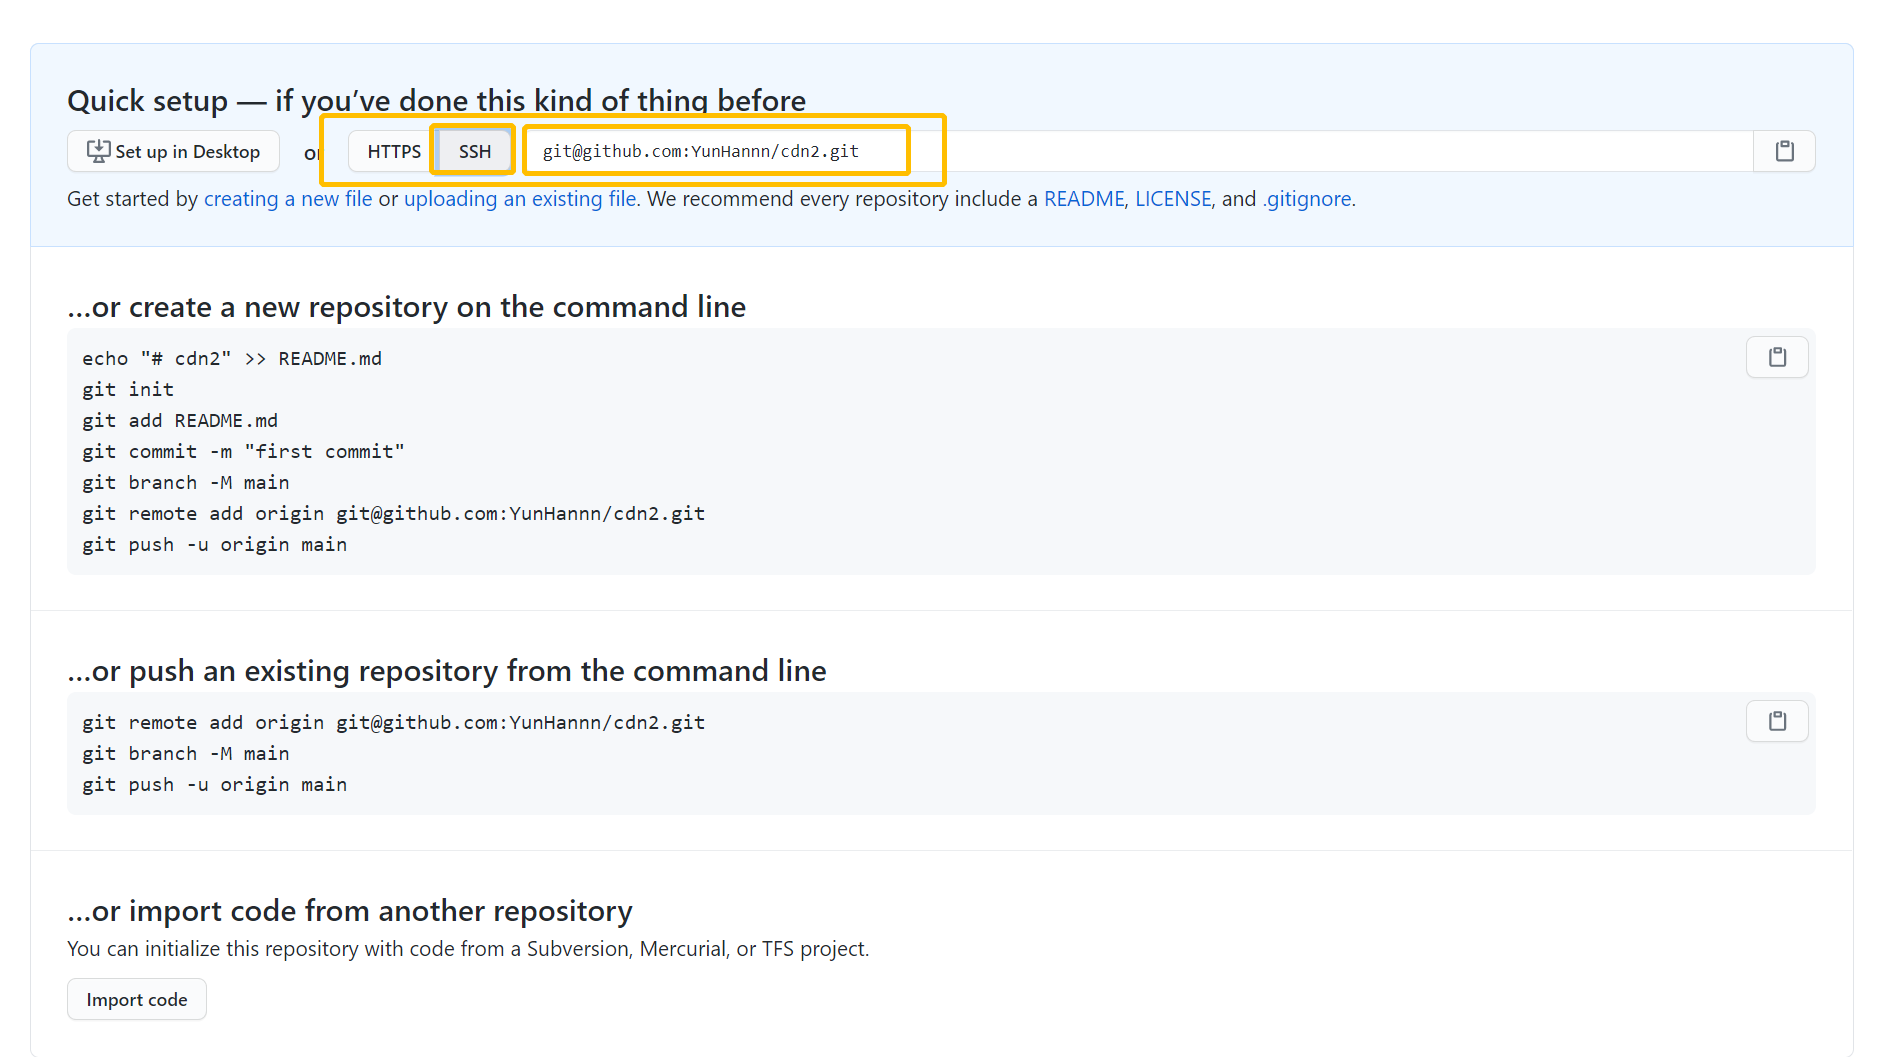 Quick setup — if you’ve done this kind of thing before
Set up in Desktop or HTTPS SSH git@github.com:YunHannn/cdn2.git
Get started by creating a new file or uploading an existing file. We recommend every repository include a README, LICENSE, and .gitignore.
…or create a new repository on the command line
echo "# cdn2" >> README.md
git init
git add README.md
git commit -m "first commit"
git branch -M main
git remote add origin git@github.com:YunHannn/cdn2.git
git push -u origin main
…or push an existing repository from the command line
git remote add origin git@github.com:YunHannn/cdn2.git
git branch -M main
git push -u origin main
…or import code from another repository
You can initialize this repository with code from a Subversion, Mercurial, or TFS project.
Import code